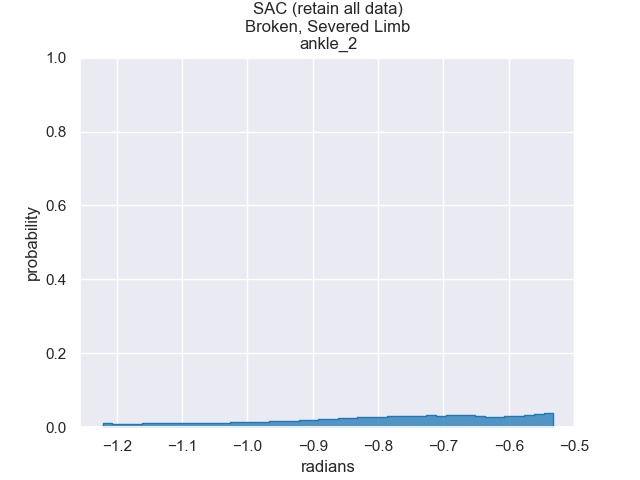 SAC (retain all data)
Broken, Severed Limb
ankle_2
1.0
0.8
0.6
0.4
0.2
0.0
probability
−1.2 −1.1 −1.0 −0.9 −0.8 −0.7 −0.6 −0.5
radians